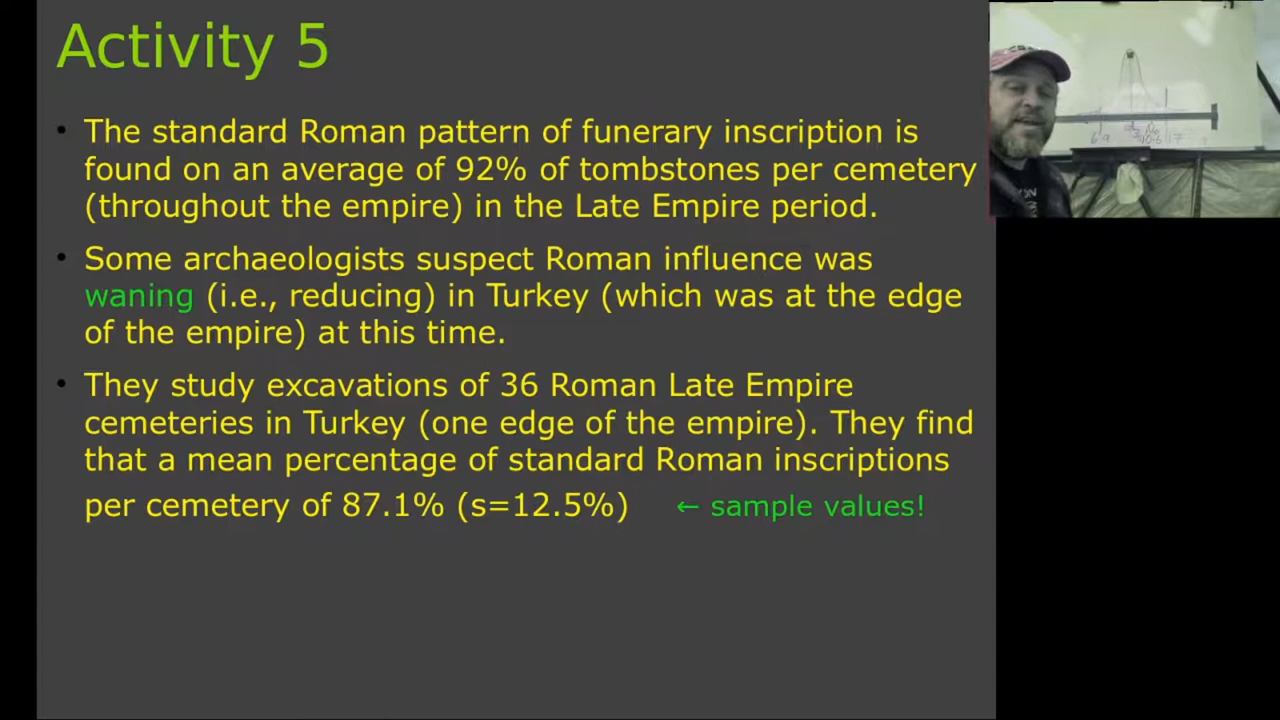 Activity 5
• The standard Roman pattern of funerary inscription is
found on an average of 92% of tombstones per cemetery
(throughout the empire) in the Late Empire period.
• Some archaeologists suspect Roman influence was
waning (i.e., reducing) in Turkey (which was at the edge
of the empire) at this time.
• They study excavations of 36 Roman Late Empire
cemeteries in Turkey (one edge of the empire). They find
that a mean percentage of standard Roman inscriptions
per cemetery of 87.1% (s=12.5%) ← sample values!